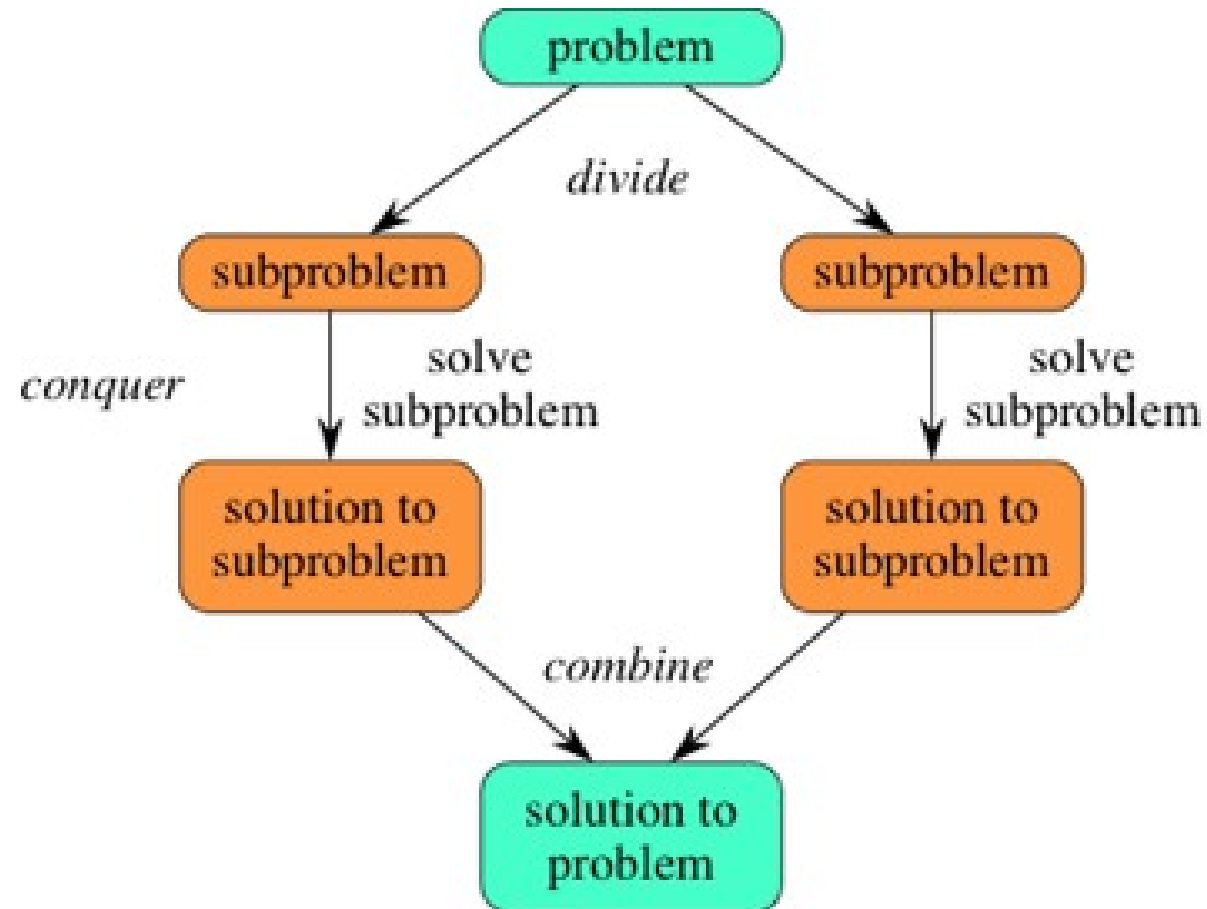 problem
divide
subproblem
subproblem
conquer
solve
subproblem
solve
subproblem
solution to
subproblem
solution to
subproblem
combine
solution to
problem